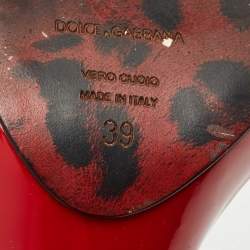 DOLCE & GABBANA
VERO CUOIO
MADE IN ITALY
39